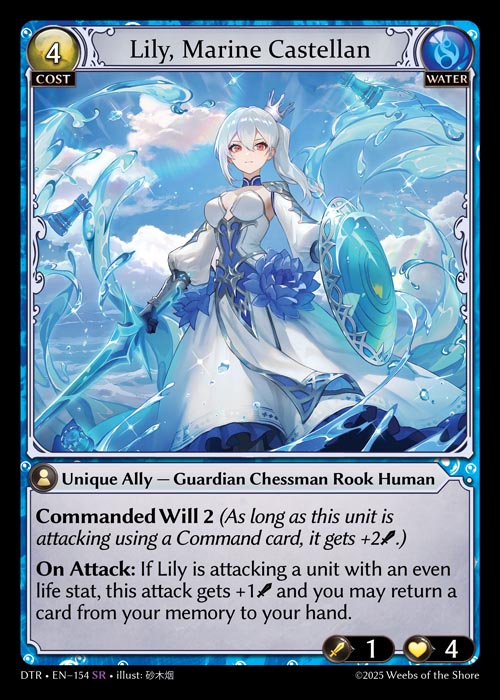 4
Lily, Marine Castellan
COST
WATER
Unique Ally — Guardian Chessman Rook Human
Commanded Will 2 (As long as this unit is
attacking using a Command card, it gets +2.)
On Attack: If Lily is attacking a unit with an even
life stat, this attack gets +1 and you may return a
card from your memory to your hand.
1
4
DTR • EN–154 SR • illust: 砂木烟
©2025 Weebs of the Shore